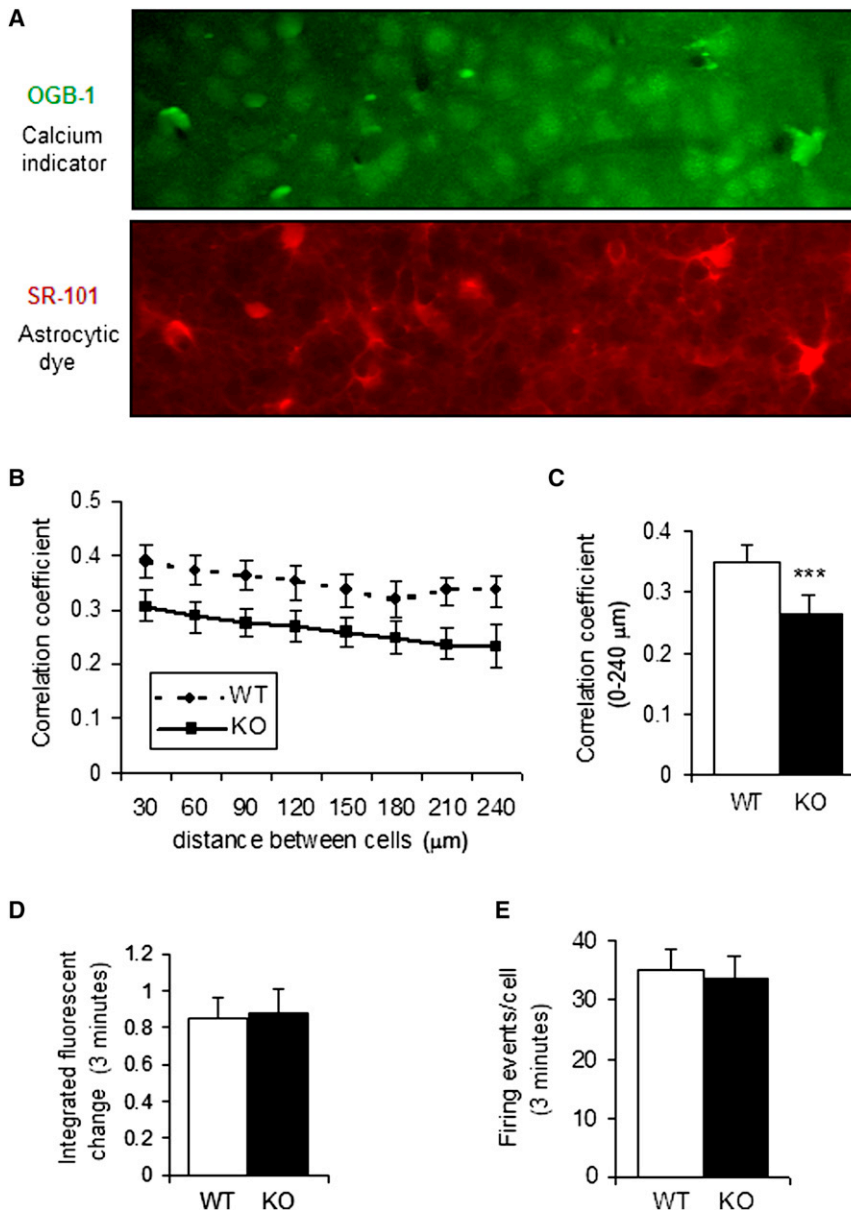 A
OGB-1
Calcium
indicator
SR-101
Astrocytic
dye
B
Correlation coefficient
0.5
0.4
0.3
0.2
0.1
0
WT
KO
30 60 90 120 150 180 210 240
distance between cells (μm)
C
Correlation coefficient
(0-240 μm)
0.4
0.3
0.2
0.1
0
***
WT KO
D
Integrated fluorescent
change (3 minutes)
1.2
1
0.8
0.6
0.4
0.2
0
WT KO
E
Firing events/cell
(3 minutes)
40
30
20
10
0
WT KO